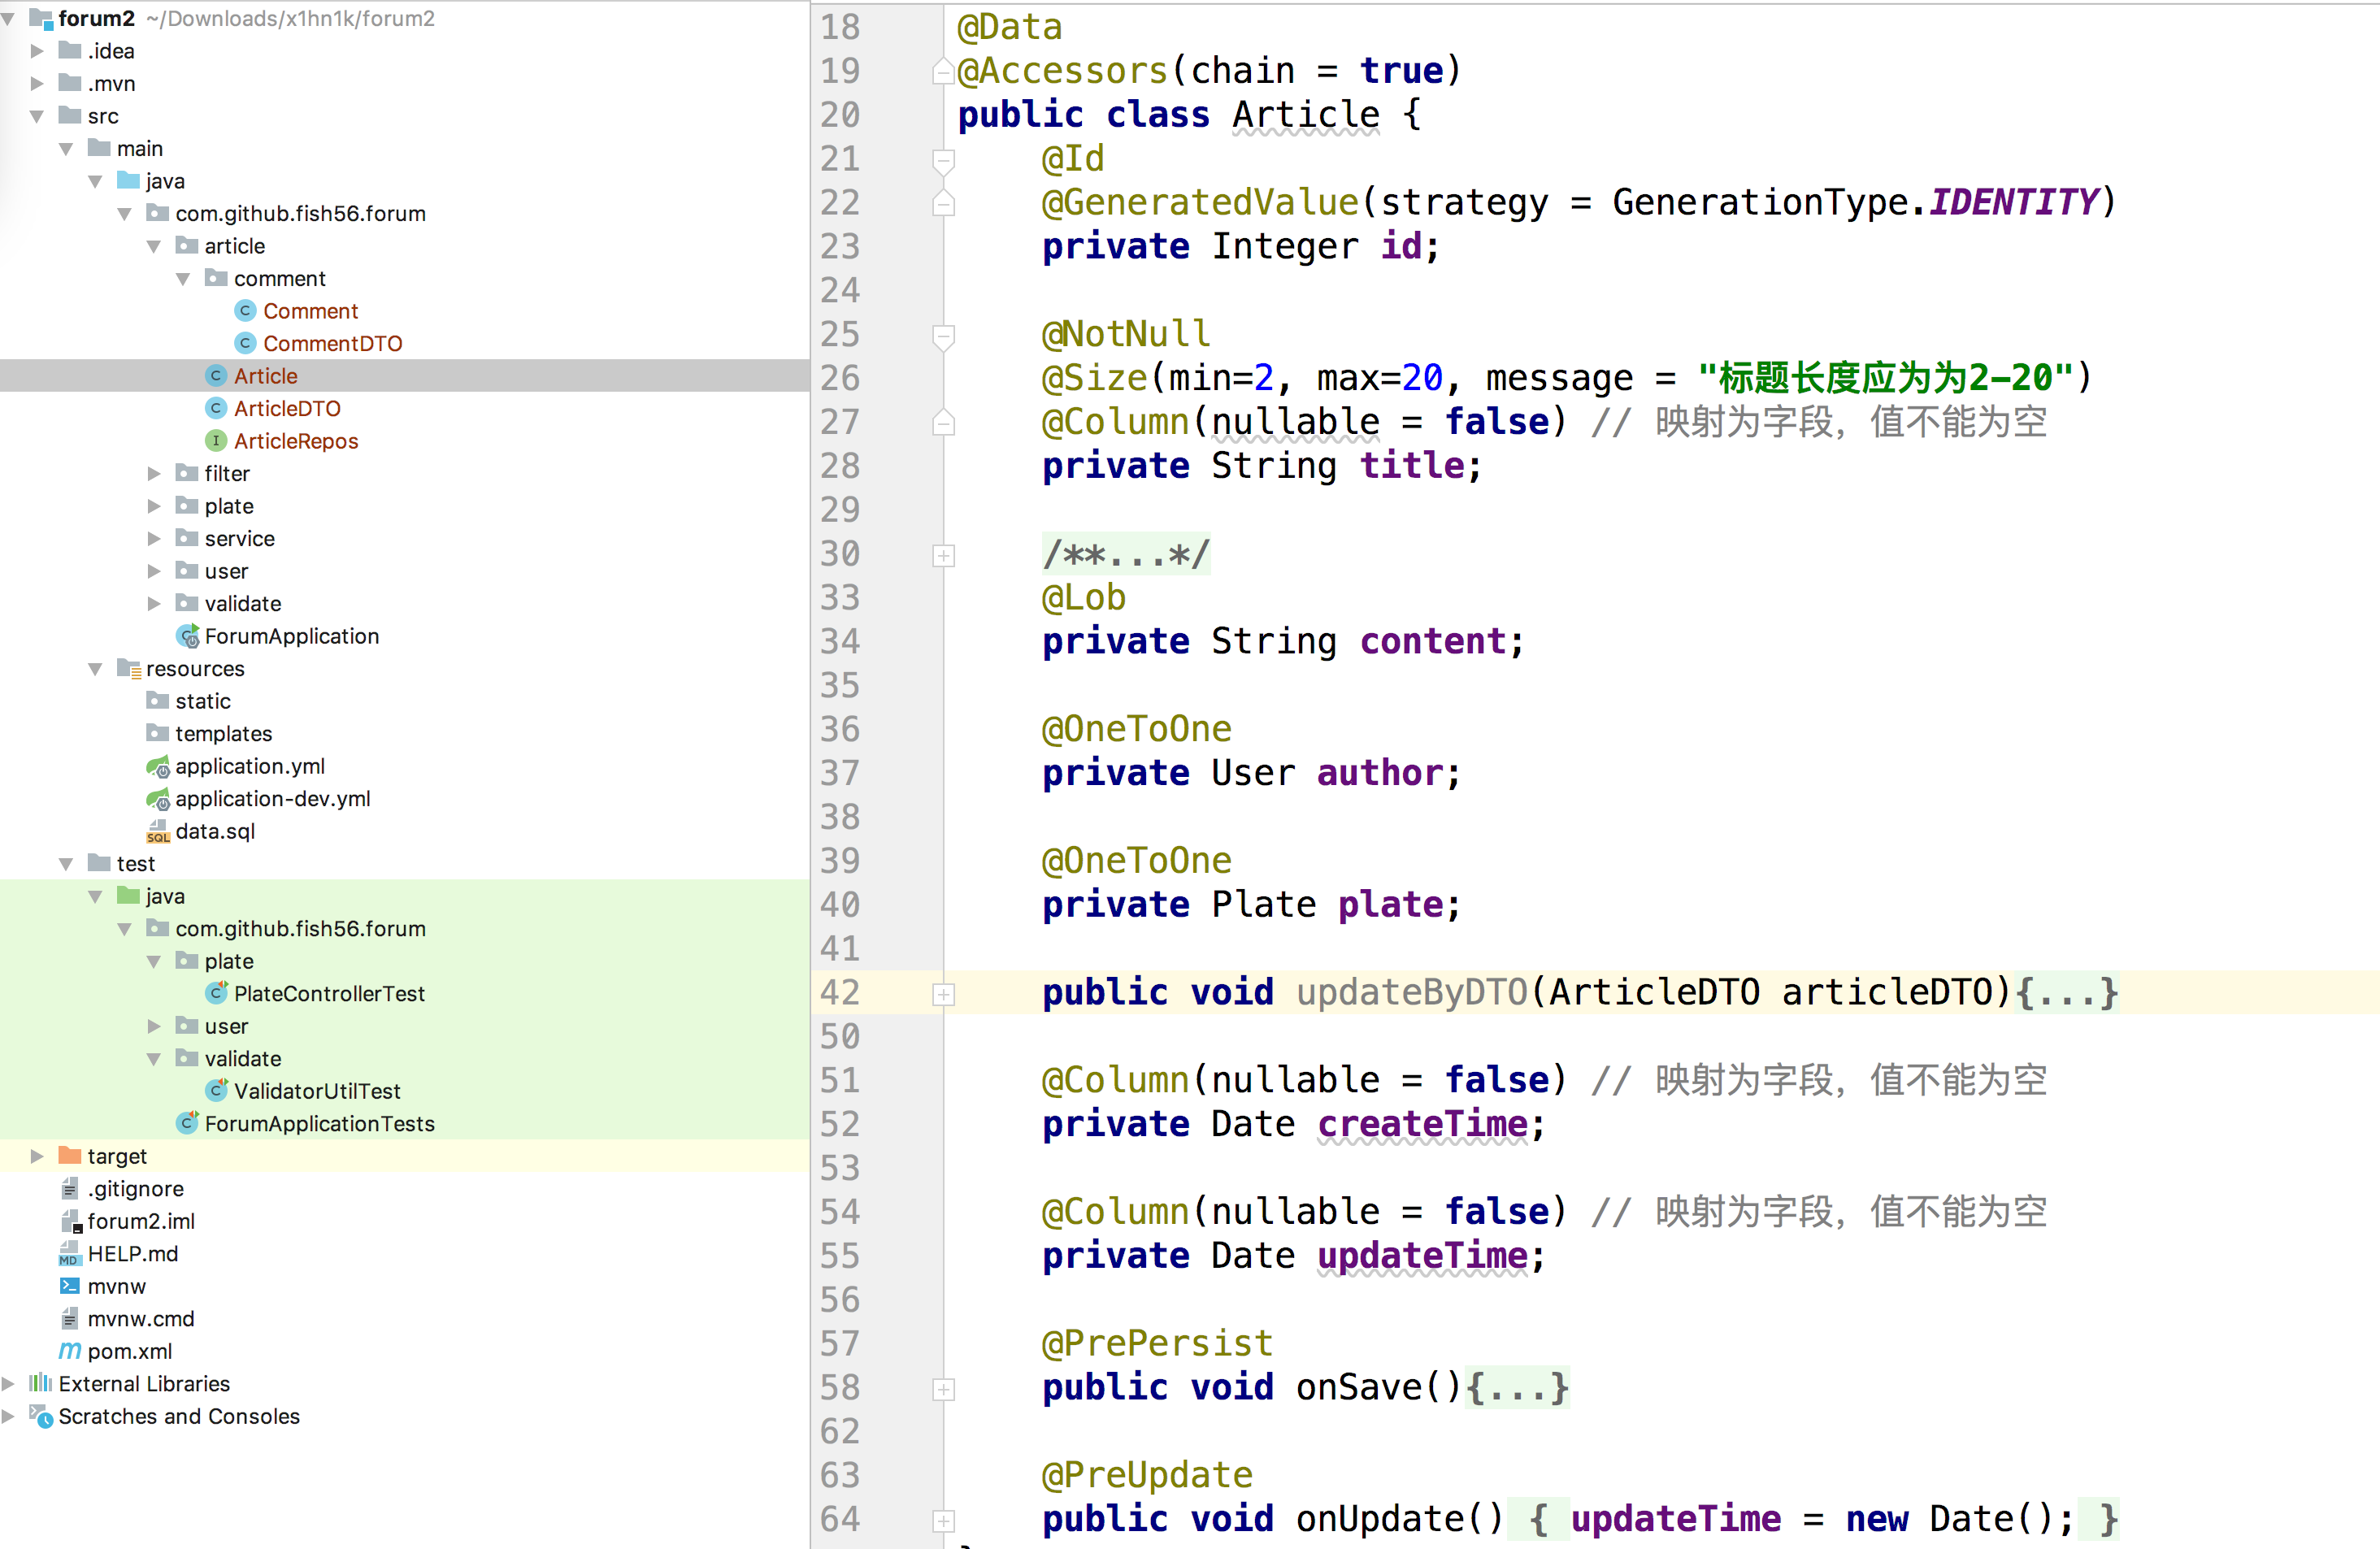 forum2 ~/Downloads/x1hn1k/forum2
.idea
.mvn
src
main
java
com.github.fish56.forum
article
comment
Comment
CommentDTO
Article
ArticleDTO
ArticleRepos
filter
plate
service
user
validate
ForumApplication
resources
static
templates
application.yml
application-dev.yml
data.sql
test
java
com.github.fish56.forum
plate
PlateControllerTest
user
validate
ValidatorUtilTest
ForumApplicationTests
target
.gitignore
forum2.iml
HELP.md
mvnw
mvnw.cmd
pom.xml
External Libraries
Scratches and Consoles
18 @Data
19 @Accessors(chain = true)
20 public class Article {
21 @Id
22 @GeneratedValue(strategy = GenerationType.IDENTITY)
23 private Integer id;
24
25 @NotNull
26 @Size(min=2, max=20, message = "标题长度应为为2-20")
27 @Column(nullable = false) // 映射为字段，值不能为空
28 private String title;
29
30 /**...*/
33 @Lob
34 private String content;
35
36 @OneToOne
37 private User author;
38
39 @OneToOne
40 private Plate plate;
41
42 public void updateByDTO(ArticleDTO articleDTO){...}
50
51 @Column(nullable = false) // 映射为字段，值不能为空
52 private Date createTime;
53
54 @Column(nullable = false) // 映射为字段，值不能为空
55 private Date updateTime;
56
57 @PrePersist
58 public void onSave(){...}
62
63 @PreUpdate
64 public void onUpdate() { updateTime = new Date(); }